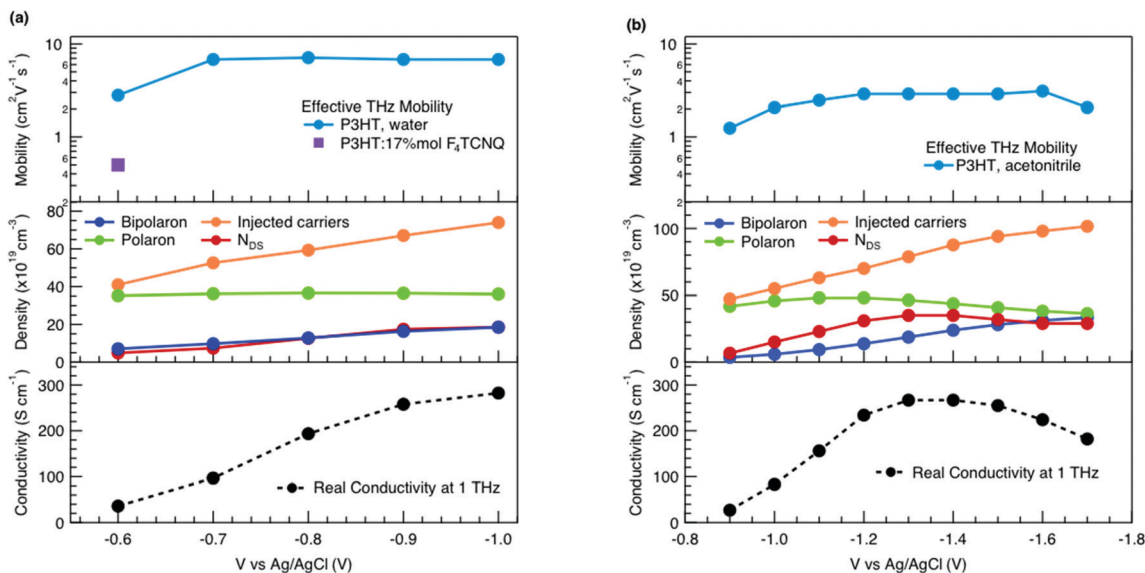 (a)
10
6
4
2
1
6
4
2
Mobility (cm²V⁻¹s⁻¹)
Effective THz Mobility
P3HT, water
P3HT:17%mol F₄TCNQ
80
60
40
20
0
Density (x10¹⁹ cm⁻³)
Bipolaron
Injected carriers
Polaron
N_DS
300
200
100
0
Conductivity (S cm⁻¹)
Real Conductivity at 1 THz
-0.6 -0.7 -0.8 -0.9 -1.0
V vs Ag/AgCl (V)
(b)
10
6
4
2
1
6
4
2
Mobility (cm²V⁻¹s⁻¹)
Effective THz Mobility
P3HT, acetonitrile
100
50
0
Density (x10¹⁹ cm⁻³)
Bipolaron
Injected carriers
Polaron
N_DS
300
200
100
0
Conductivity (S cm⁻¹)
Real Conductivity at 1 THz
-0.8 -1.0 -1.2 -1.4 -1.6 -1.8
V vs Ag/AgCl (V)